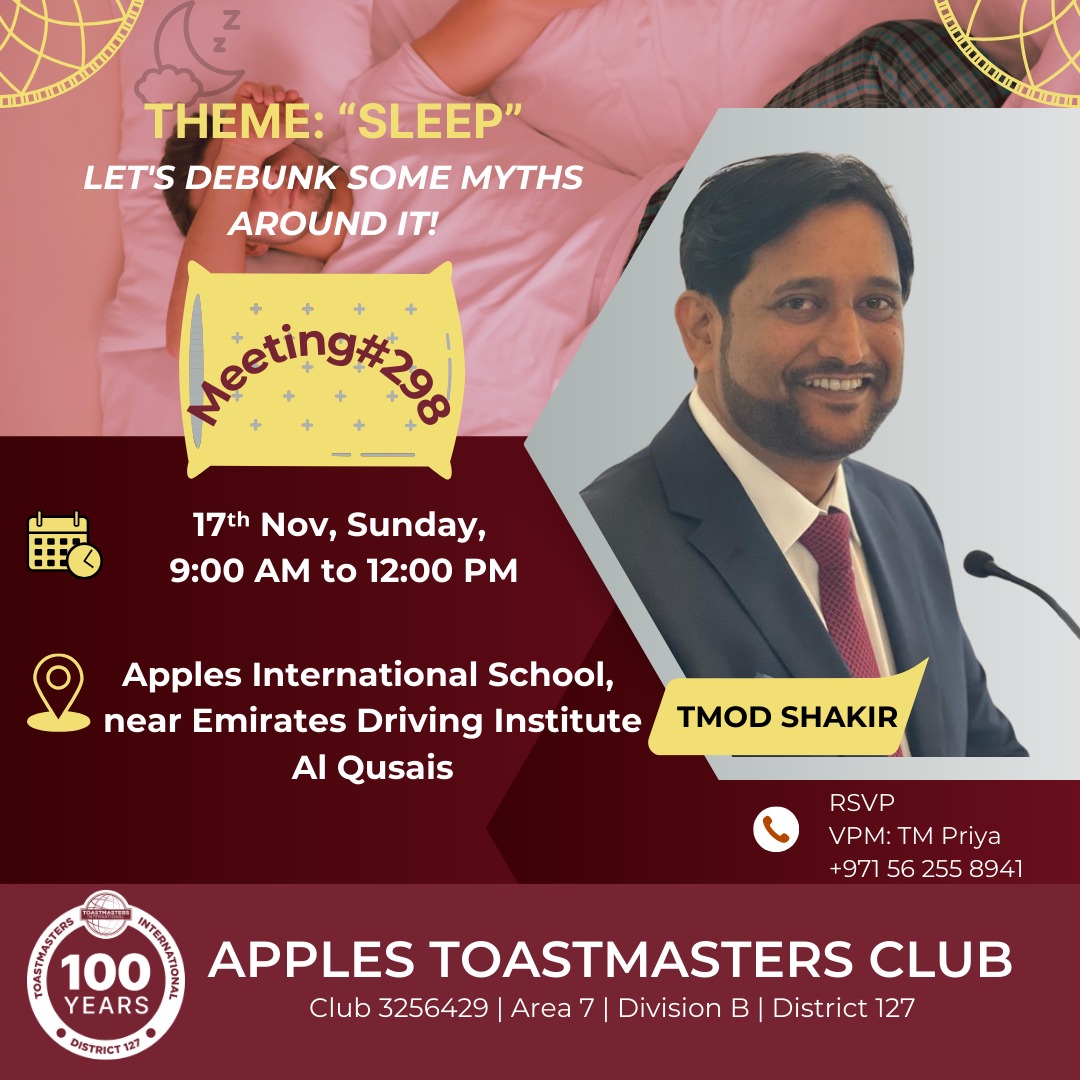 z
z
z
THEME: “SLEEP”
LET'S DEBUNK SOME MYTHS
AROUND IT!
Meeting#298
17th Nov, Sunday,
9:00 AM to 12:00 PM
Apples International School,
near Emirates Driving Institute
Al Qusais
TMOD SHAKIR
RSVP
VPM: TM Priya
+971 56 255 8941
TOASTMASTERS
INTERNATIONAL
TOASTMASTERS INTERNATIONAL
100
YEARS
DISTRICT 127
APPLES TOASTMASTERS CLUB
Club 3256429 | Area 7 | Division B | District 127